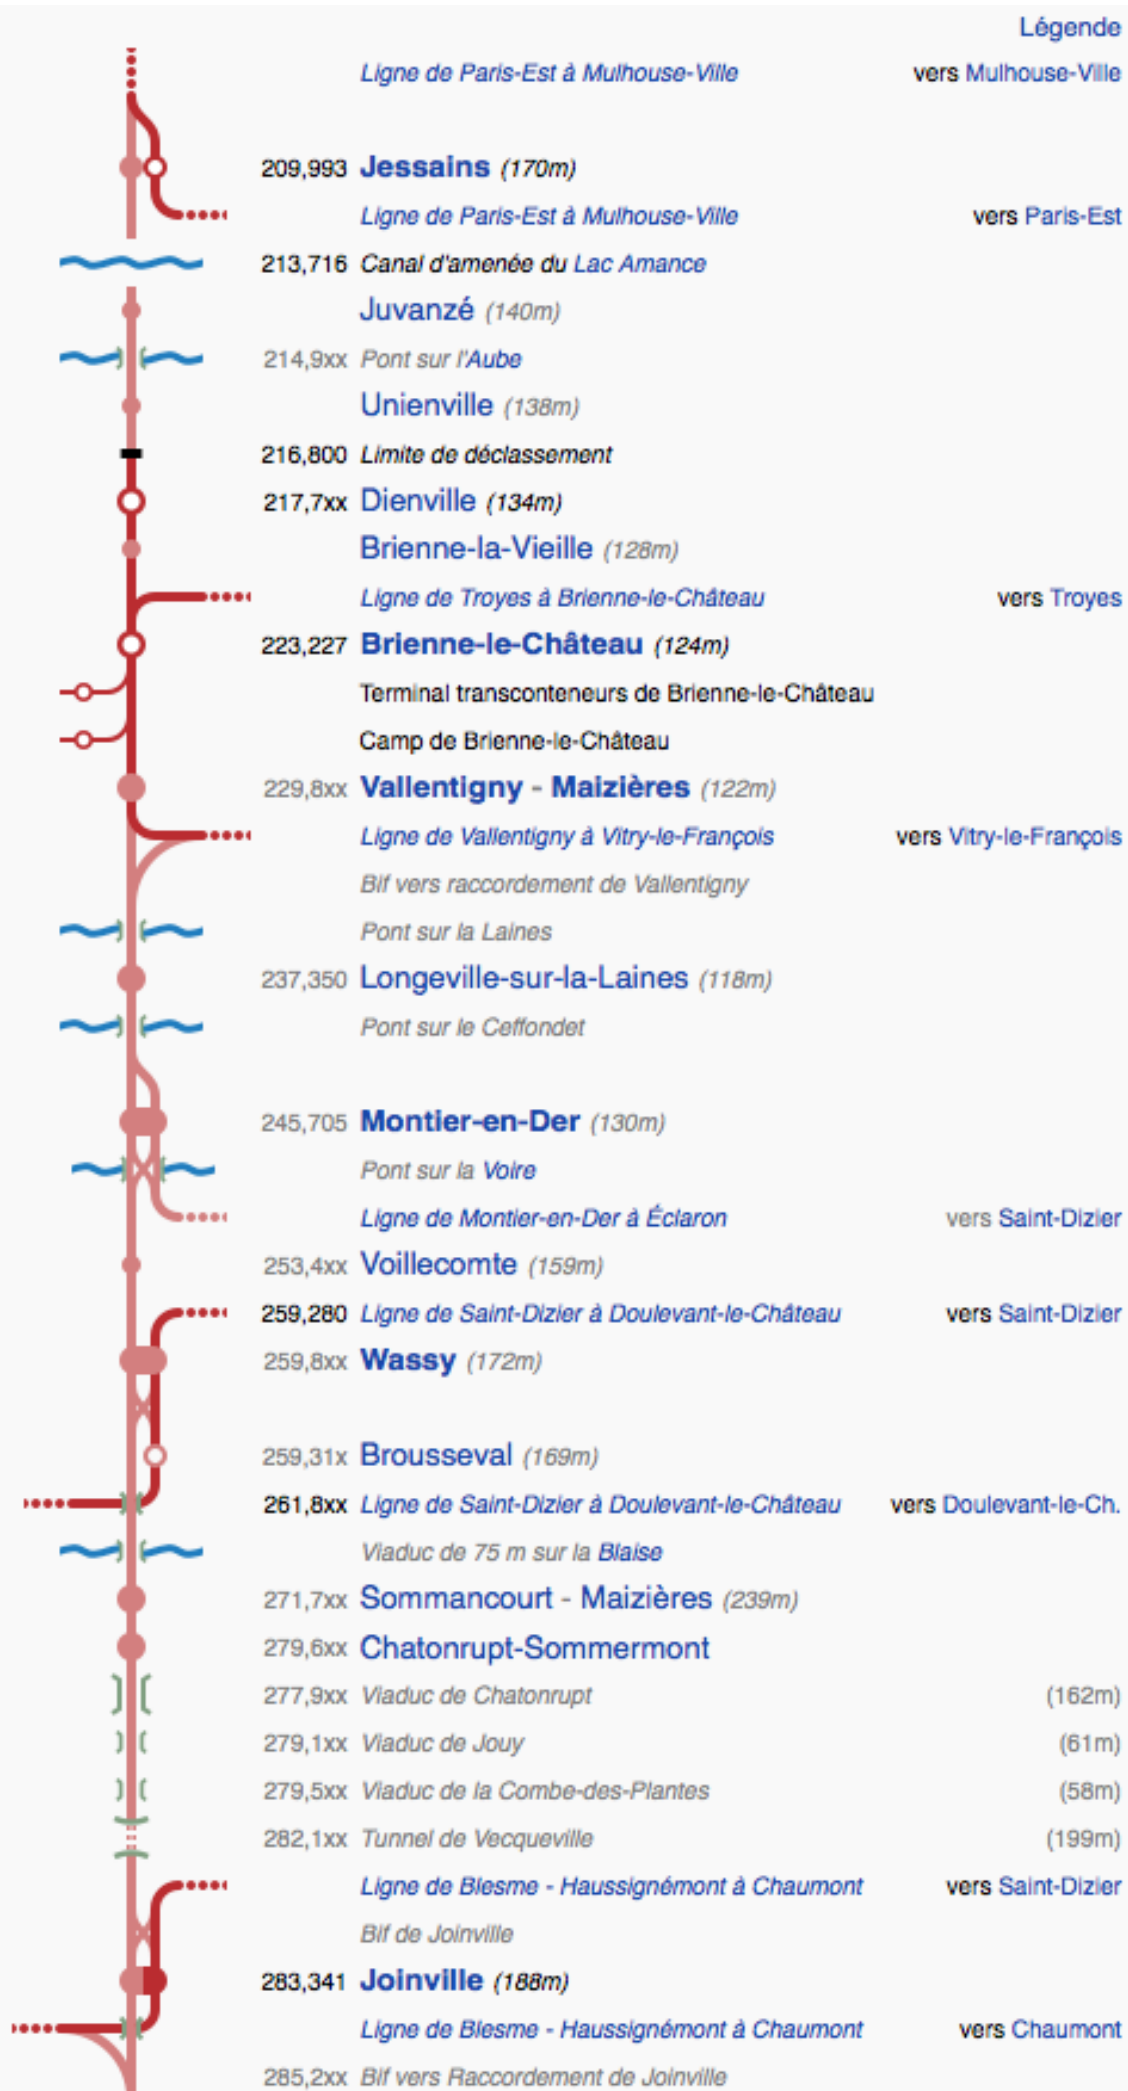 Légende
Ligne de Paris-Est à Mulhouse-Ville vers Mulhouse-Ville
209,993 Jessains (170m)
Ligne de Paris-Est à Mulhouse-Ville vers Paris-Est
213,716 Canal d'amenée du Lac Amance
Juvanzé (140m)
214,9xx Pont sur l'Aube
Unienville (138m)
216,800 Limite de déclassement
217,7xx Dienville (134m)
Brienne-la-Vieille (128m)
Ligne de Troyes à Brienne-le-Château vers Troyes
223,227 Brienne-le-Château (124m)
Terminal transconteneurs de Brienne-le-Château
Camp de Brienne-le-Château
229,8xx Vallentigny - Maizières (122m)
Ligne de Vallentigny à Vitry-le-François vers Vitry-le-François
Bif vers raccordement de Vallentigny
Pont sur la Laines
237,350 Longeville-sur-la-Laines (118m)
Pont sur le Ceffondet
245,705 Montier-en-Der (130m)
Pont sur la Voire
Ligne de Montier-en-Der à Éclaron vers Saint-Dizier
253,4xx Voillecomte (159m)
259,280 Ligne de Saint-Dizier à Doulevant-le-Château vers Saint-Dizier
259,8xx Wassy (172m)
259,31x Brousseval (169m)
261,8xx Ligne de Saint-Dizier à Doulevant-le-Château vers Doulevant-le-Ch.
Viaduc de 75 m sur la Blaise
271,7xx Sommancourt - Maizières (239m)
279,6xx Chatonrupt-Sommermont
277,9xx Viaduc de Chatonrupt (162m)
279,1xx Viaduc de Jouy (61m)
279,5xx Viaduc de la Combe-des-Plantes (58m)
282,1xx Tunnel de Vecqueville (199m)
Ligne de Blesme - Haussignémont à Chaumont vers Saint-Dizier
Bif de Joinville
283,341 Joinville (188m)
Ligne de Blesme - Haussignémont à Chaumont vers Chaumont
285,2xx Bif vers Raccordement de Joinville